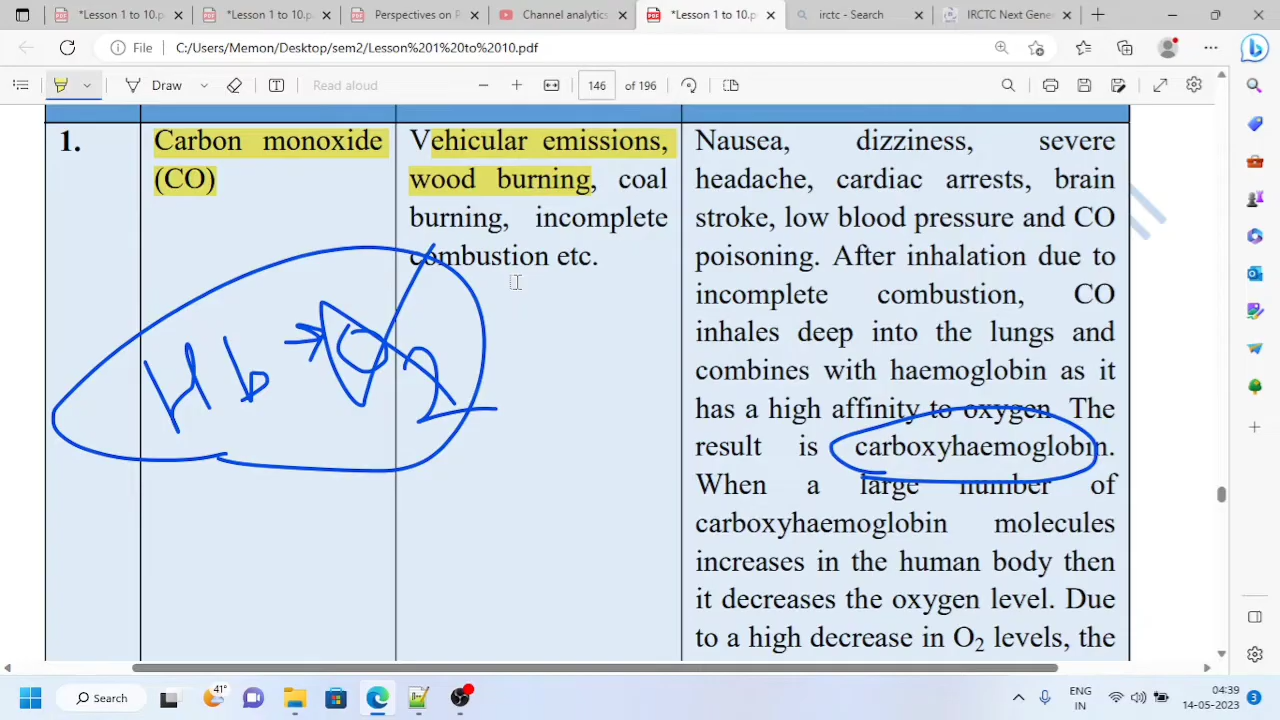 *Lesson 1 to 10.p
*Lesson 1 to 10.p
Perspectives on P
Channel analytics
*Lesson 1 to 10.p
irctc - Search
IRCTC Next Gene
File
C:/Users/Memon/Desktop/sem2/Lesson%201%20to%2010.pdf
Draw
Read aloud
146
of 196
1.
Carbon monoxide
(CO)
Vehicular emissions,
wood burning, coal
burning, incomplete
combustion etc.
Nausea, dizziness, severe
headache, cardiac arrests, brain
stroke, low blood pressure and CO
poisoning. After inhalation due to
incomplete combustion, CO
inhales deep into the lungs and
combines with haemoglobin as it
has a high affinity to oxygen. The
result is carboxyhaemoglobin.
When a large number of
carboxyhaemoglobin molecules
increases in the human body then
it decreases the oxygen level. Due
to a high decrease in O2 levels, the
Hb O2
Search
41°
ENG
IN
04:39
14-05-2023
3